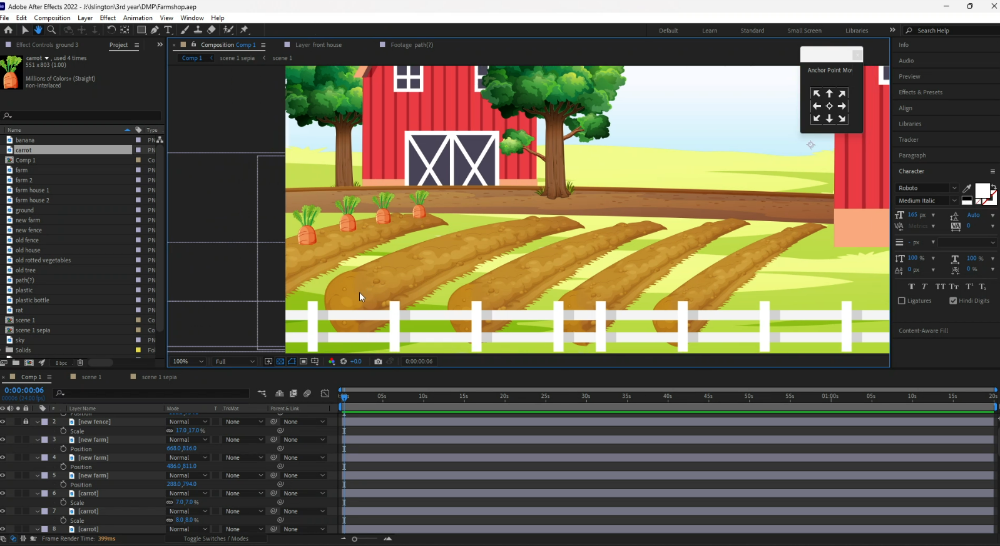 Adobe After Effects 2022 - J:\Islington\3rd year\DMP\Farmshop.aep
File Edit Composition Layer Effect Animation View Window Help
Default Learn Standard Small Screen Libraries Search Help
Effect Controls ground 3 Project
Composition Comp 1 Layer front house Footage path(?)
Comp 1 scene 1 sepia scene 1
carrot , used 4 times
551 x 803 (1.00)
Millions of Colors+ (Straight)
non-interlaced
Name Type
banana PN
carrot PN
Comp 1 Co
farm PN
farm 2 PN
farm house 1 PN
farm house 2 PN
ground PN
new farm PN
new fence PN
old fence PN
old house PN
old rotted vegetables PN
old tree PN
path(?) PN
plastic PN
plastic bottle PN
rat PN
scene 1 Co
scene 1 sepia Co
sky PN
Solids Fol
8 bpc
Anchor Point Mov
100% Full +0.0 0:00:00:06
Info
Audio
Preview
Effects & Presets
Align
Libraries
Tracker
Paragraph
Character
Roboto
Medium Italic
165 px Auto
Metrics 0
- px
100 % 100 %
0 px 0 %
T T TT Tt T¹ T₁
Ligatures Hindi Digits
Content-Aware Fill
Comp 1 scene 1 scene 1 sepia
0:00:00:06
00006 (24.00 fps)
05s 10s 15s 20s 25s 30s 35s 40s 45s 50s 55s 01:00s 05s 10s 15s 20s
# Layer Name Mode T .TrkMat Parent & Link
Position
2 [new fence] Normal None None
Scale 17.0,17.0 %
3 [new farm] Normal None None
Position 668.0,816.0
4 [new farm] Normal None None
Position 486.0,811.0
5 [new farm] Normal None None
Position 288.0,794.0
6 [carrot] Normal None None
Scale 7.0,7.0 %
7 [carrot] Normal None None
Scale 8.0,8.0 %
8 [carrot] Normal None None
Frame Render Time: 399ms Toggle Switches / Modes